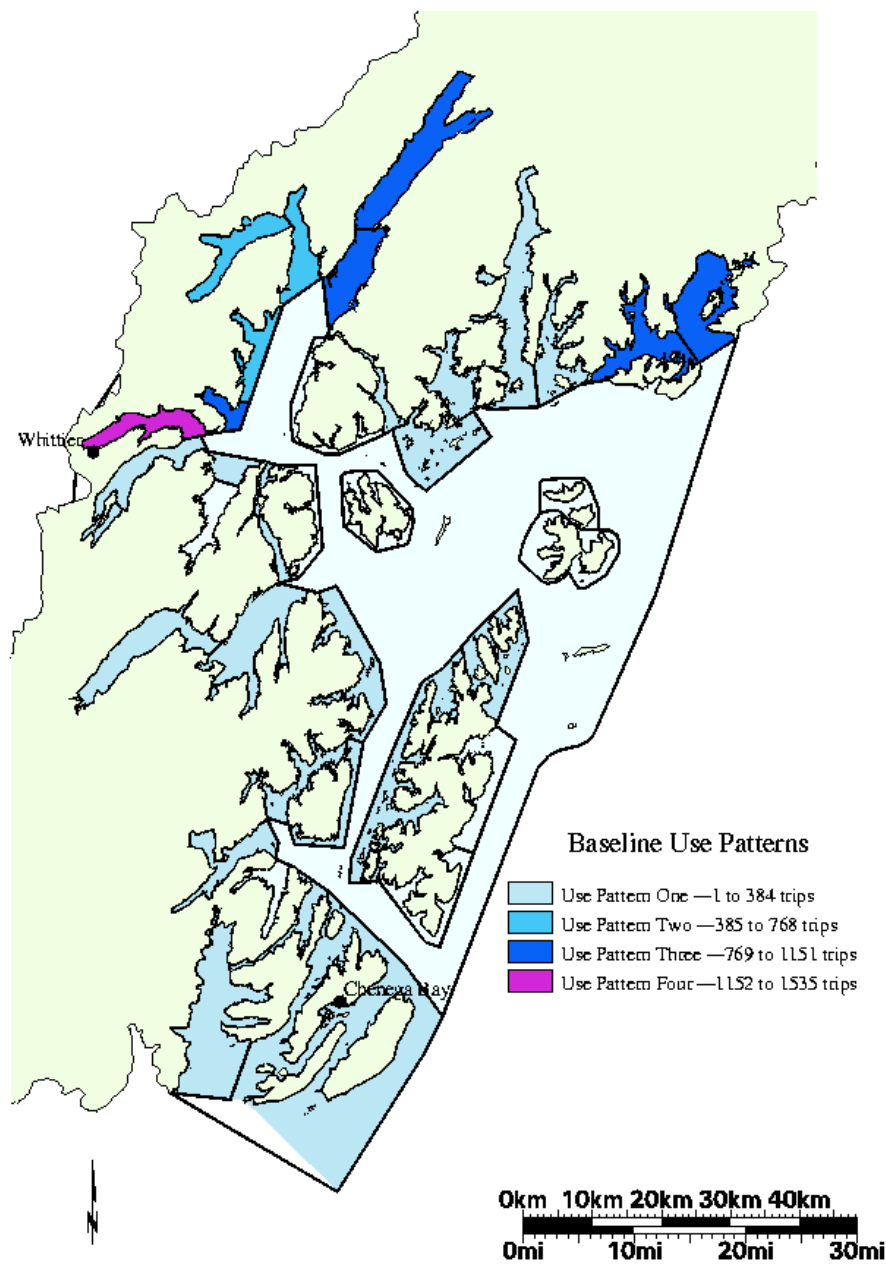 Whittier
Baseline Use Patterns
Use Pattern One —1 to 384 trips
Use Pattern Two —385 to 768 trips
Use Pattern Three —769 to 1151 trips
Use Pattern Four —1152 to 1535 trips
Chenega Bay
N
0km 10km 20km 30km 40km
0mi 10mi 20mi 30mi